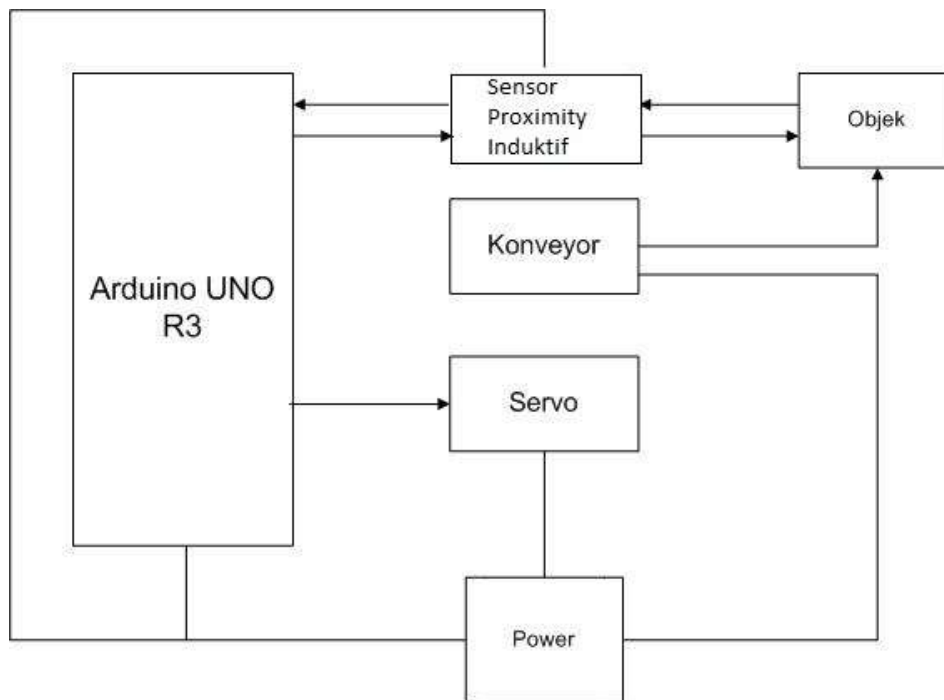 Sensor
Proximity
Induktif
Objek
Konveyor
Arduino UNO
R3
Servo
Power